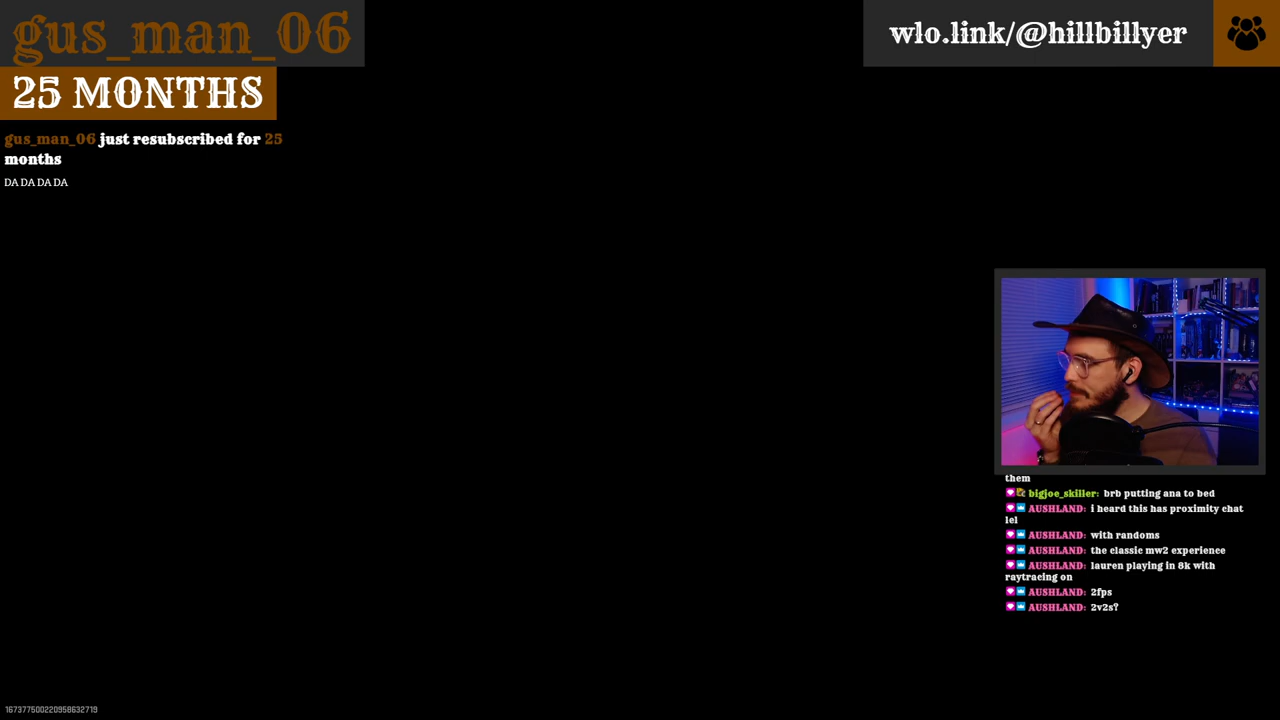 gus_man_06
wlo.link/@hillbillyer
25 MONTHS
gus_man_06 just resubscribed for 25
months
DA DA DA DA
them
bigjoe_skiller: brb putting ana to bed
AUSHLAND: i heard this has proximity chat
lel
AUSHLAND: with randoms
AUSHLAND: the classic mw2 experience
AUSHLAND: lauren playing in 8k with
raytracing on
AUSHLAND: 2fps
AUSHLAND: 2v2s?
167377500220958632719